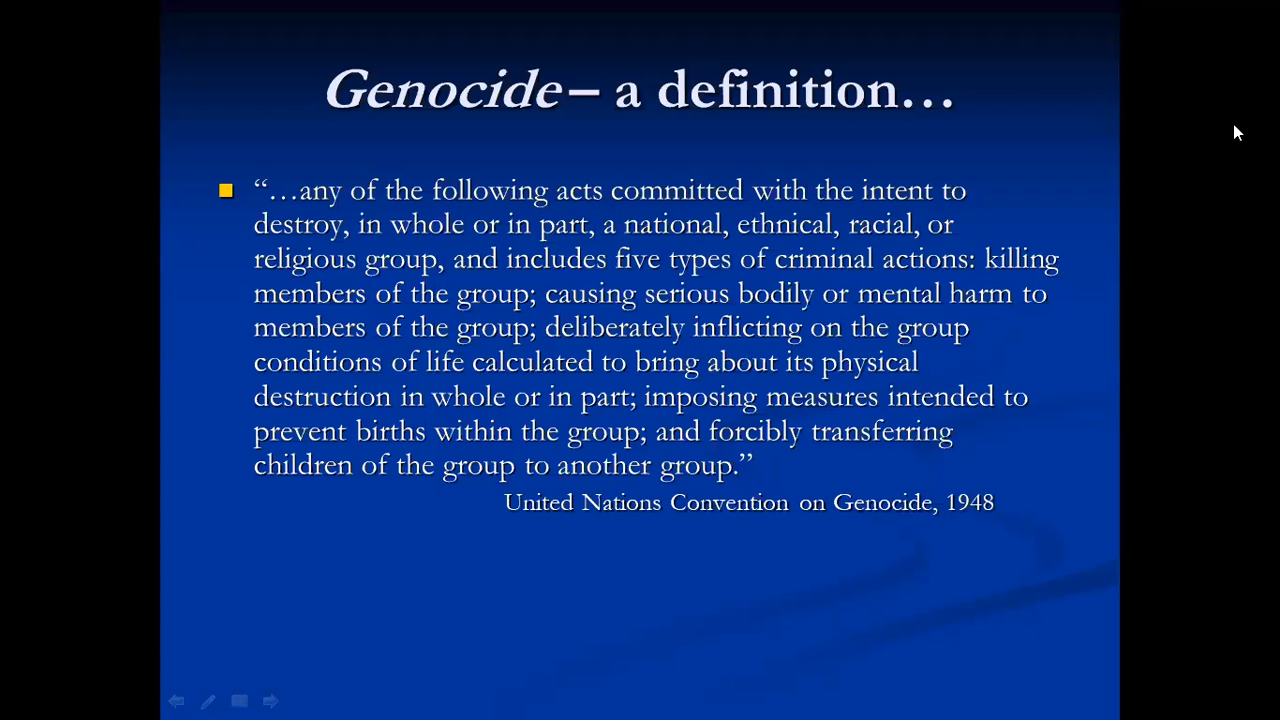 Genocide – a definition…
“…any of the following acts committed with the intent to
destroy, in whole or in part, a national, ethnical, racial, or
religious group, and includes five types of criminal actions: killing
members of the group; causing serious bodily or mental harm to
members of the group; deliberately inflicting on the group
conditions of life calculated to bring about its physical
destruction in whole or in part; imposing measures intended to
prevent births within the group; and forcibly transferring
children of the group to another group.”
United Nations Convention on Genocide, 1948